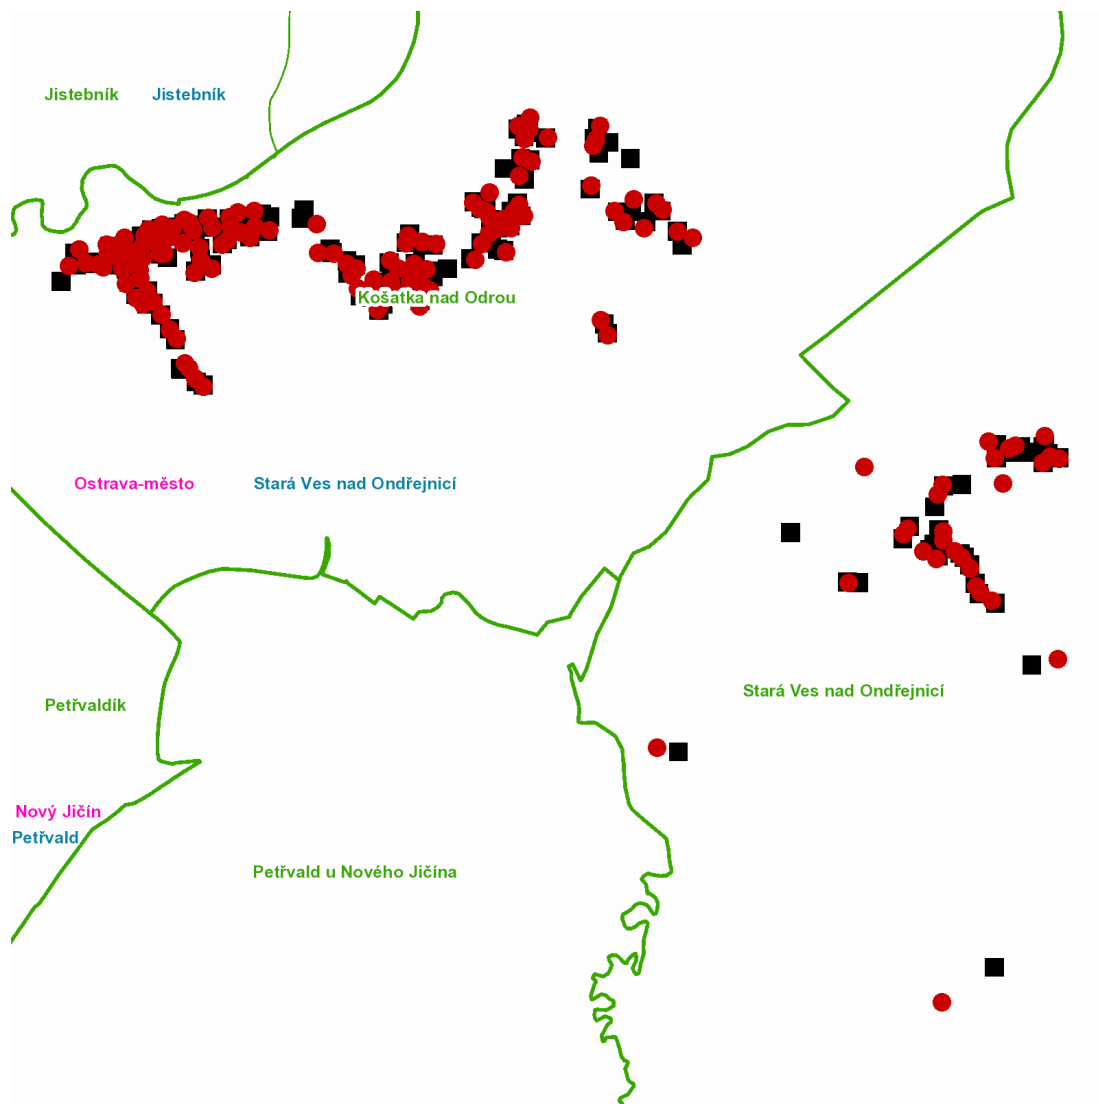 Jistebník
Jistebník
Košatka nad Odrou
Ostrava-město
Stará Ves nad Ondřejnicí
Stará Ves nad Ondřejnicí
Petřvaldík
Nový Jičín
Petřvald
Petřvald u Nového Jičína